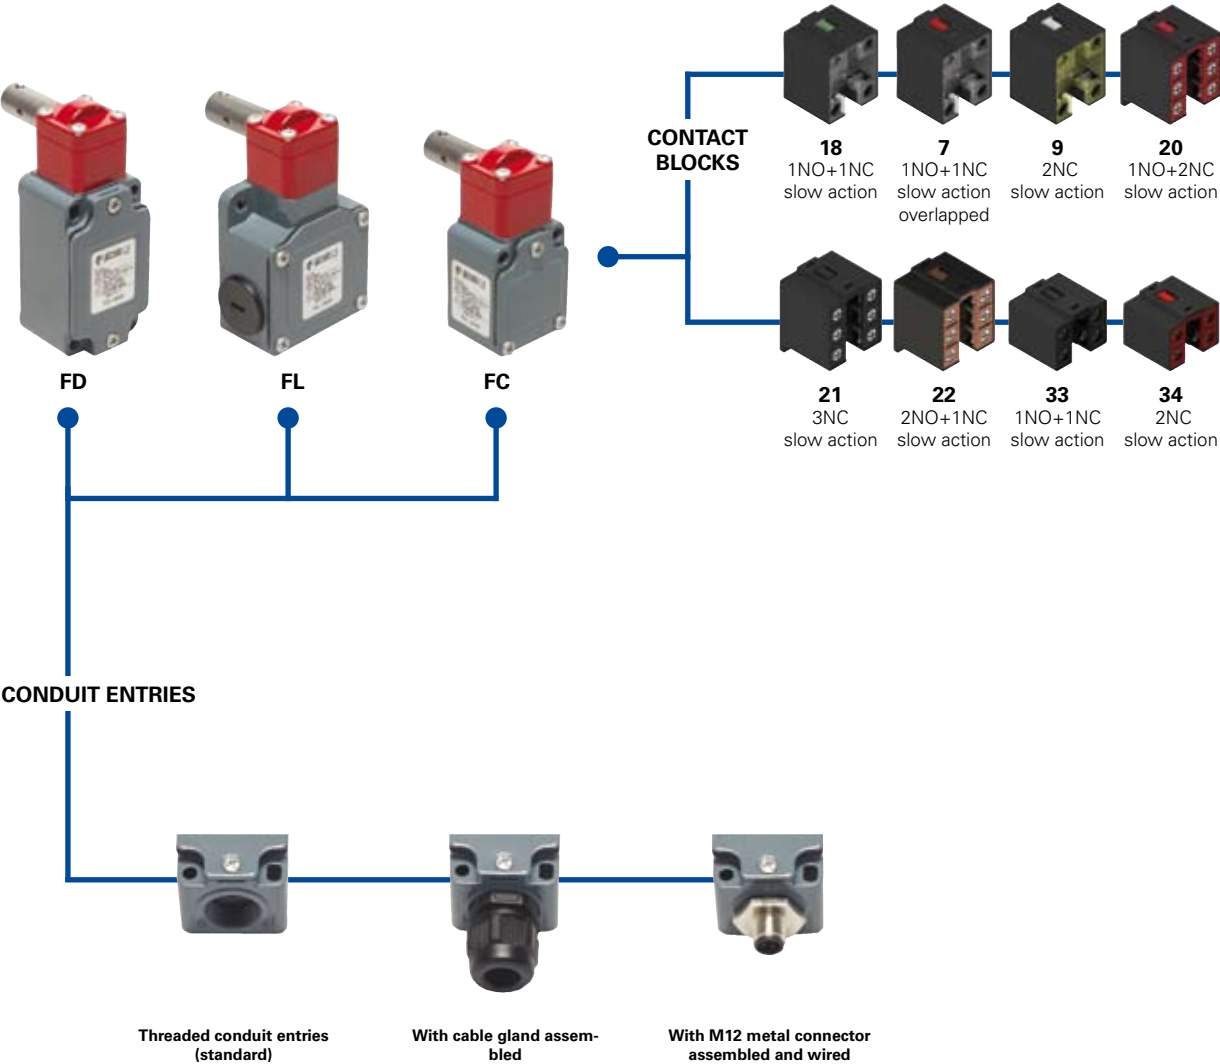 CONTACT
BLOCKS
18
1NO+1NC
slow action
7
1NO+1NC
slow action
overlapped
9
2NC
slow action
20
1NO+2NC
slow action
21
3NC
slow action
22
2NO+1NC
slow action
33
1NO+1NC
slow action
34
2NC
slow action
FD
FL
FC
CONDUIT ENTRIES
Threaded conduit entries
(standard)
With cable gland assem-
bled
With M12 metal connector
assembled and wired